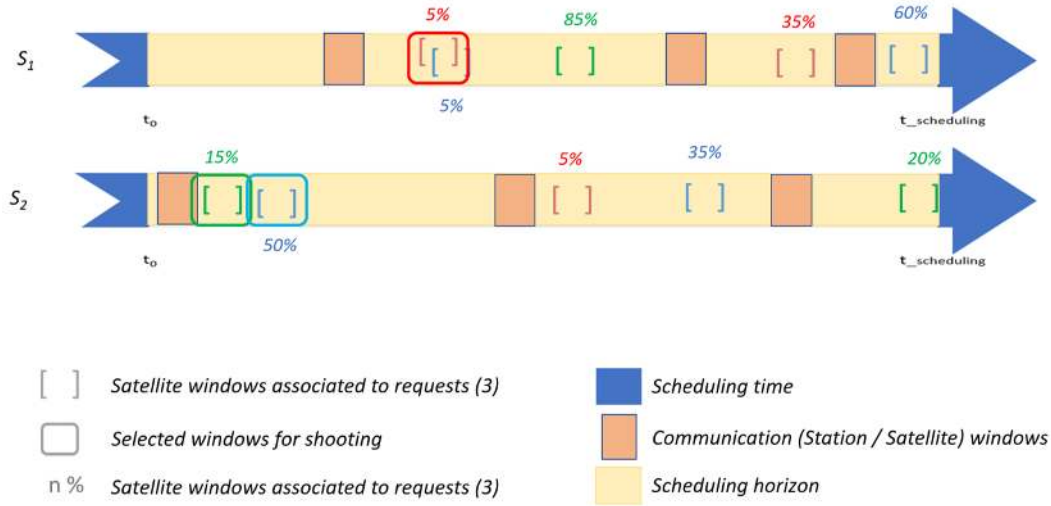 5%
85%
35%
60%
S1
5%
to
t_scheduling
15%
5%
35%
20%
S2
50%
to
t_scheduling
[ ] Satellite windows associated to requests (3)
Scheduling time
Selected windows for shooting
Communication (Station / Satellite) windows
n % Satellite windows associated to requests (3)
Scheduling horizon